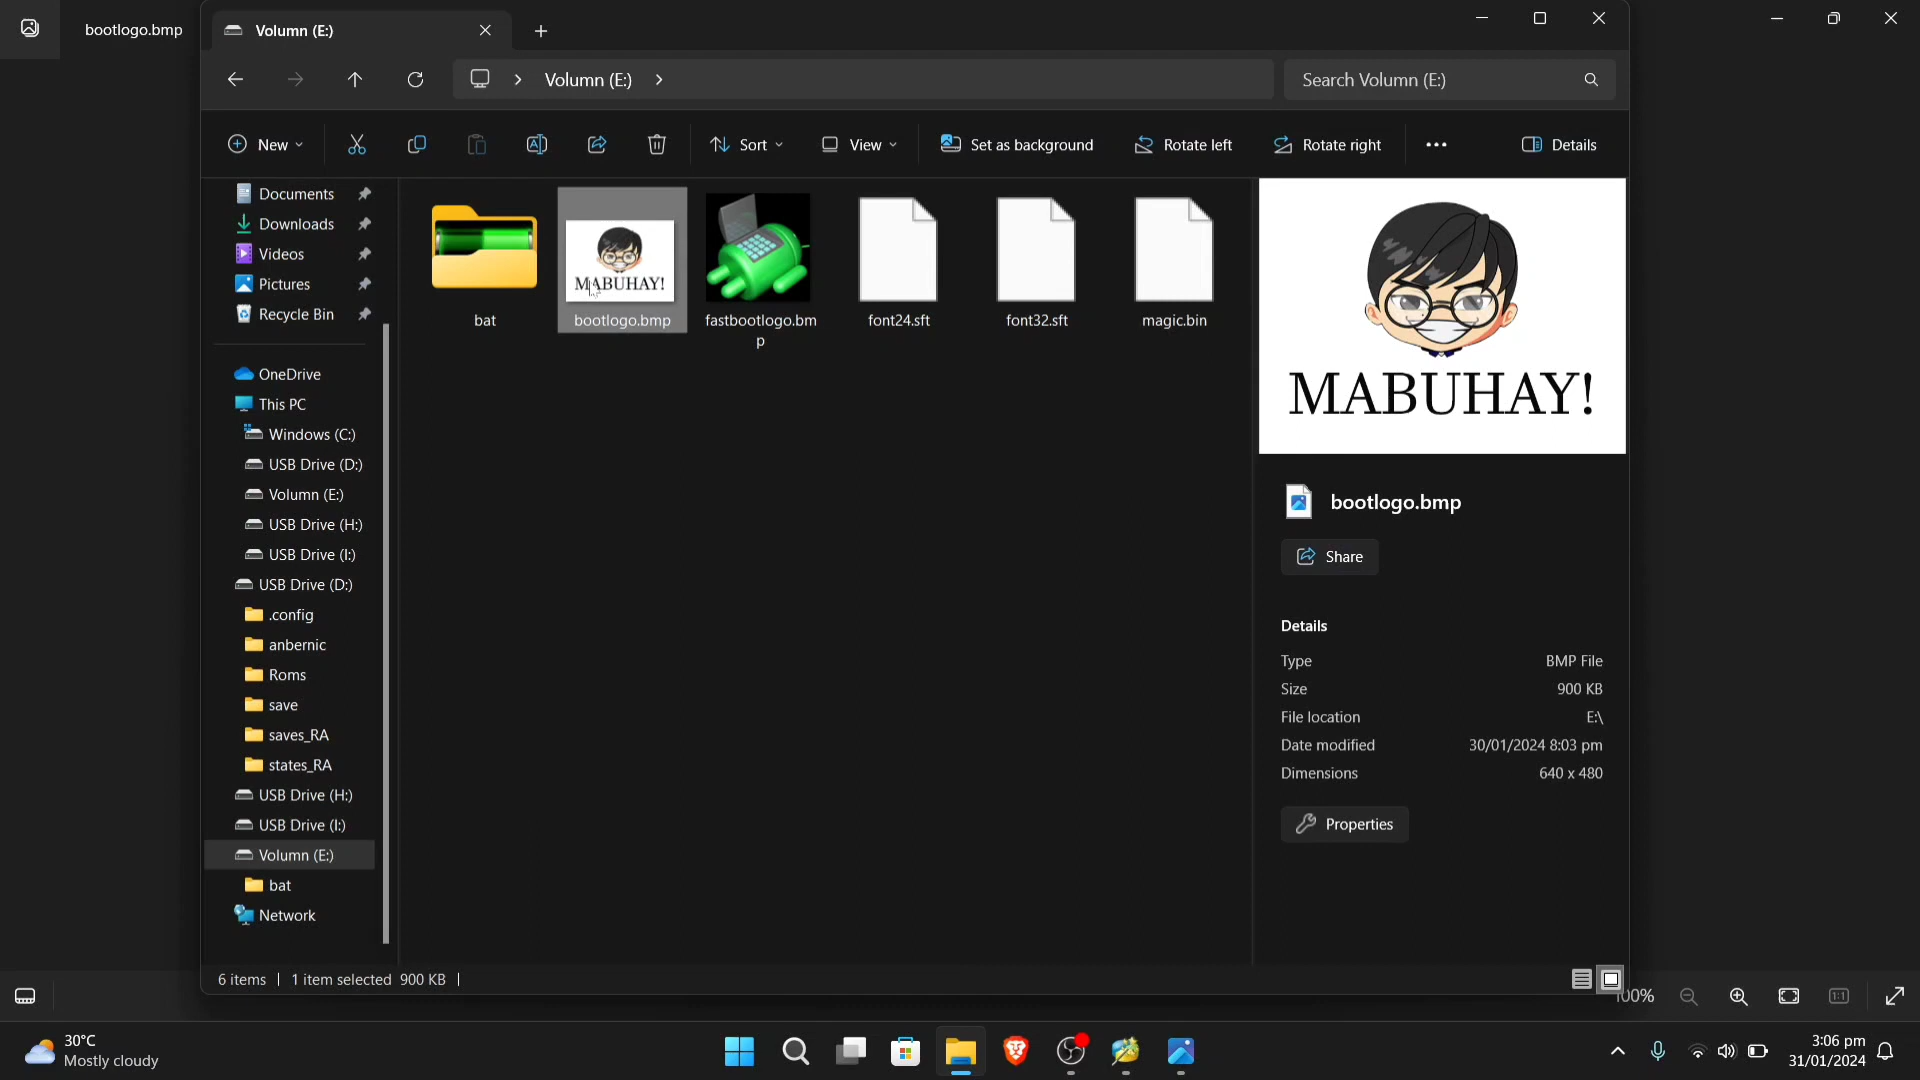 bootlogo.bmp
Volumn (E:)
Volumn (E:)
Search Volumn (E:)
New
Sort
View
Set as background
Rotate left
Rotate right
Details
Documents
Downloads
Videos
Pictures
Recycle Bin
OneDrive
This PC
Windows (C:)
USB Drive (D:)
Volumn (E:)
USB Drive (H:)
USB Drive (I:)
USB Drive (D:)
.config
anbernic
Roms
save
saves_RA
states_RA
USB Drive (H:)
USB Drive (I:)
Volumn (E:)
bat
Network
MABUHAY!
bat
bootlogo.bmp
fastbootlogo.bm
p
font24.sft
font32.sft
magic.bin
MABUHAY!
bootlogo.bmp
Share
Details
Type BMP File
Size 900 KB
File location E:\
Date modified 30/01/2024 8:03 pm
Dimensions 640 x 480
Properties
6 items 1 item selected 900 KB
100%
1:1
30°C
Mostly cloudy
3:06 pm
31/01/2024